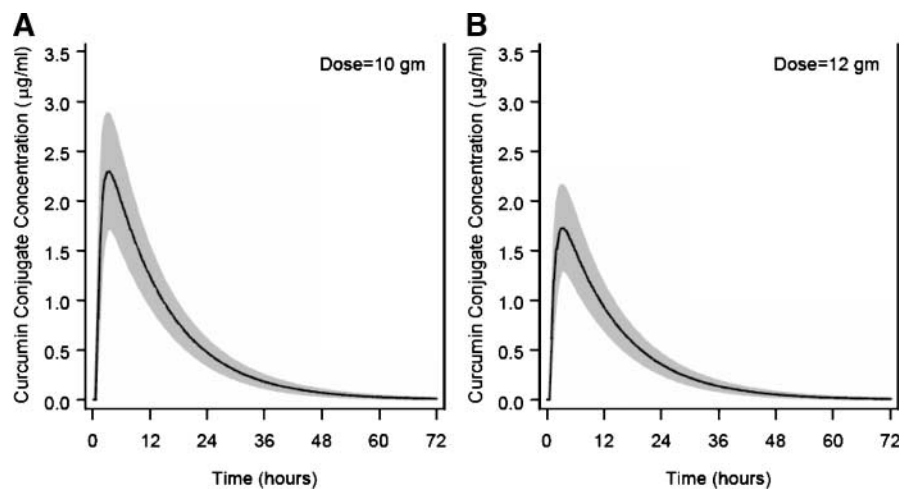 A
Curcumin Conjugate Concentration (µg/ml)
Dose=10 gm
3.5
3.0
2.5
2.0
1.5
1.0
0.5
0.0
0 12 24 36 48 60 72
Time (hours)
B
Curcumin Conjugate Concentration (µg/ml)
Dose=12 gm
3.5
3.0
2.5
2.0
1.5
1.0
0.5
0.0
0 12 24 36 48 60 72
Time (hours)